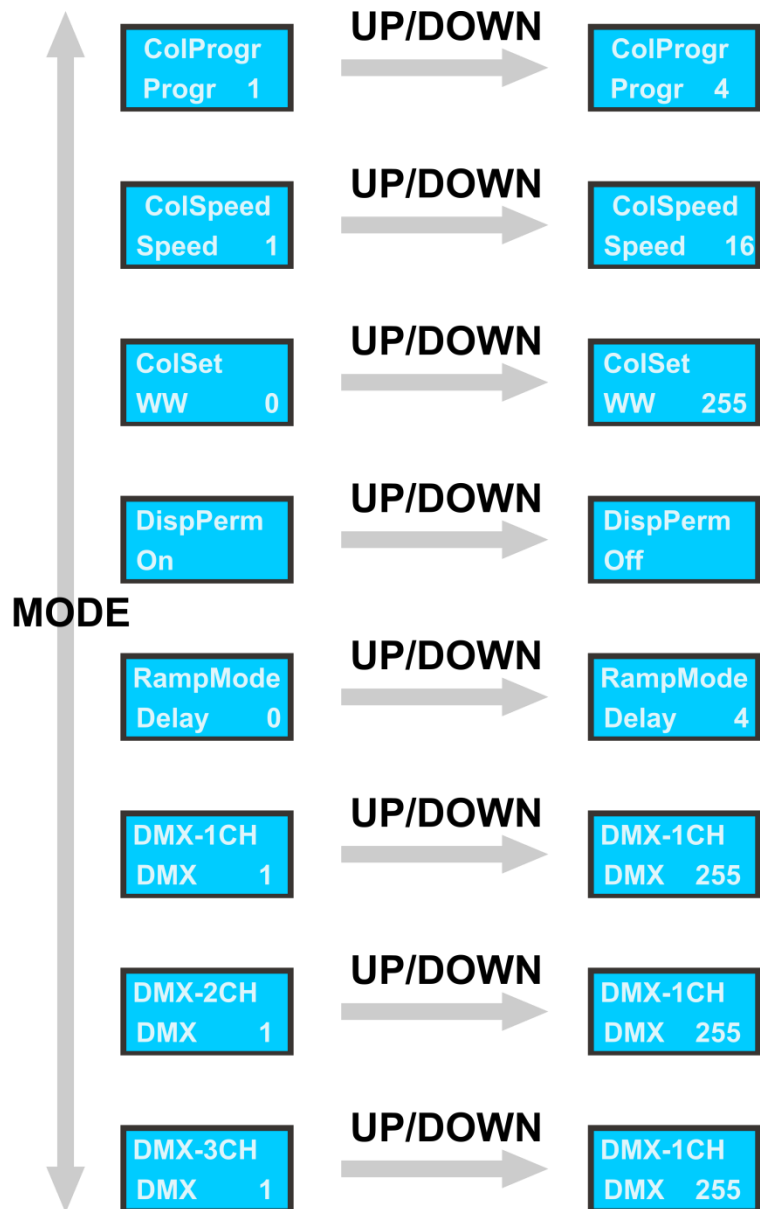 UP/DOWN
ColProgr
Progr 1
ColProgr
Progr 4
UP/DOWN
ColSpeed
Speed 1
ColSpeed
Speed 16
UP/DOWN
ColSet
WW 0
ColSet
WW 255
UP/DOWN
DispPerm
On
DispPerm
Off
MODE
UP/DOWN
RampMode
Delay 0
RampMode
Delay 4
UP/DOWN
DMX-1CH
DMX 1
DMX-1CH
DMX 255
UP/DOWN
DMX-2CH
DMX 1
DMX-1CH
DMX 255
UP/DOWN
DMX-3CH
DMX 1
DMX-1CH
DMX 255